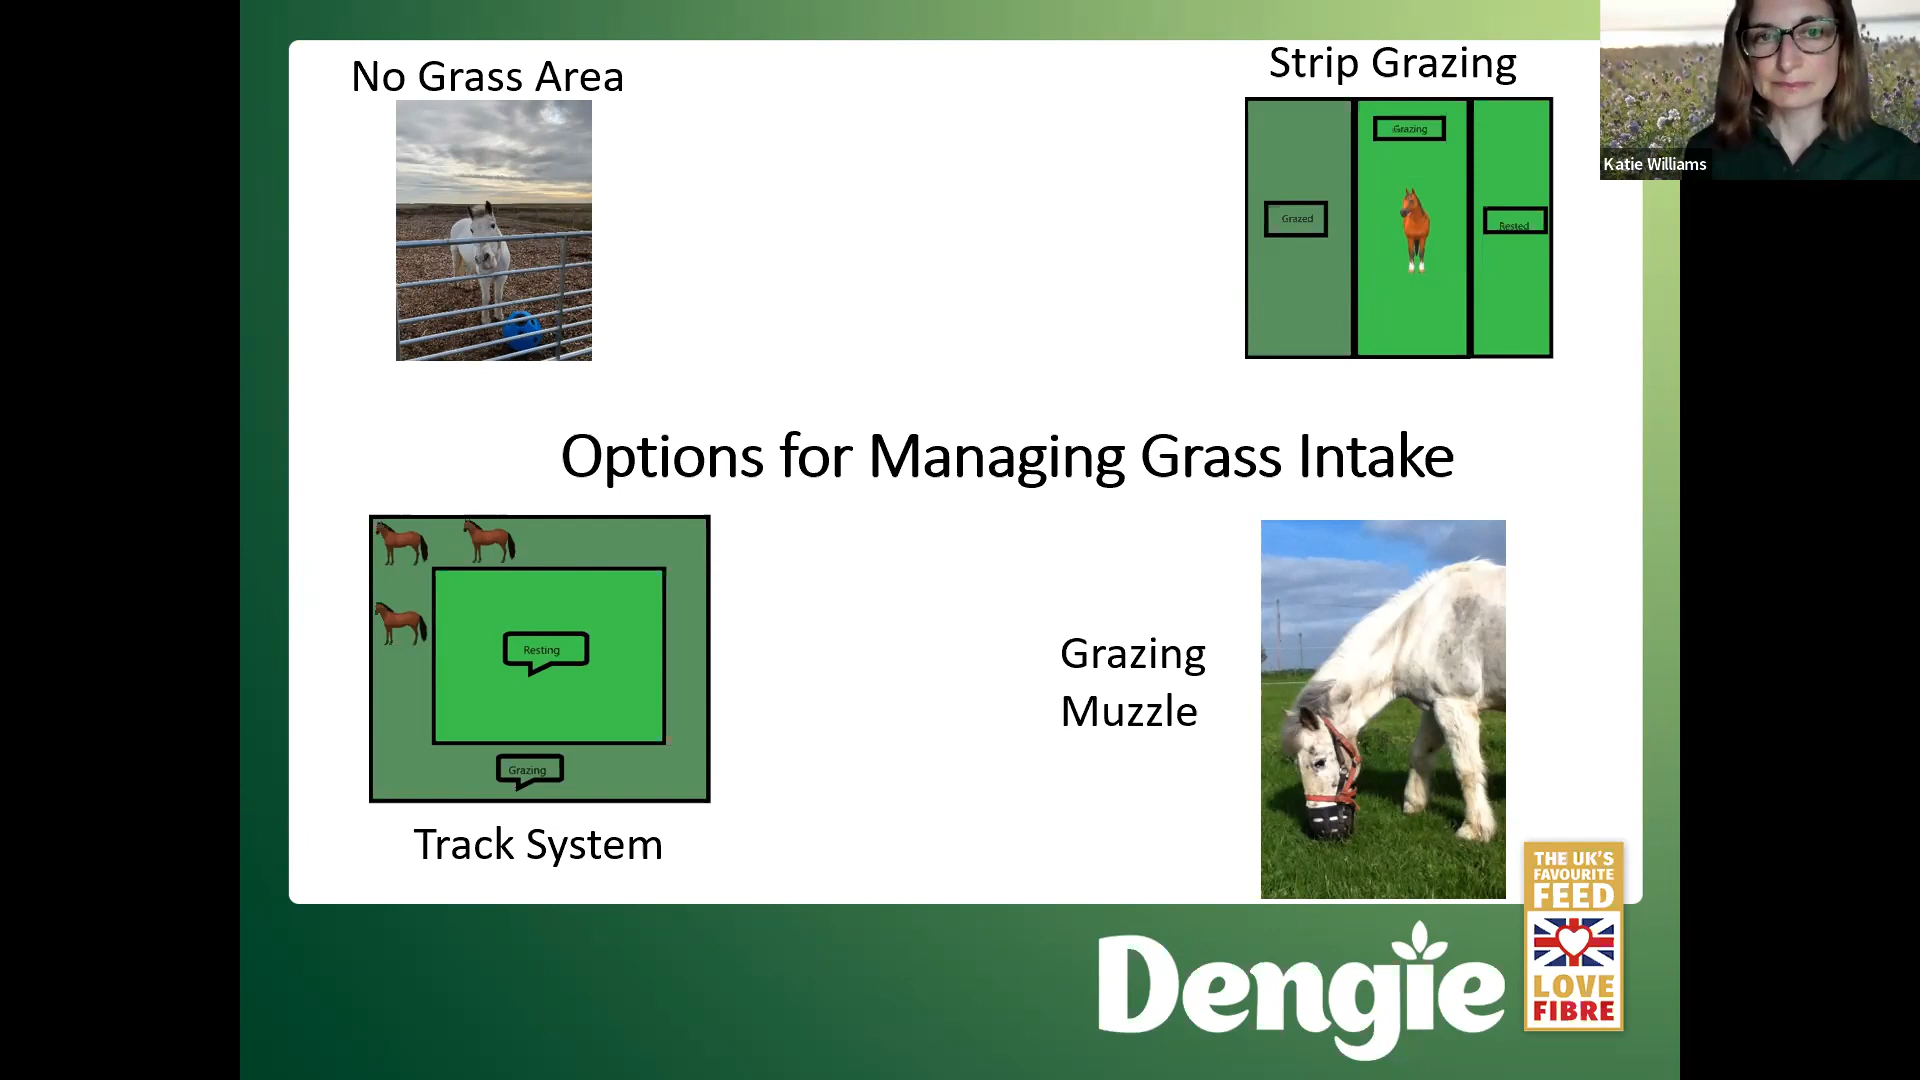 No Grass Area
Strip Grazing
Katie Williams
Grazing
Grazed
Rested
Options for Managing Grass Intake
Resting
Grazing
Grazing
Muzzle
Track System
THE UK'S
FAVOURITE
FEED
LOVE
FIBRE
Dengie